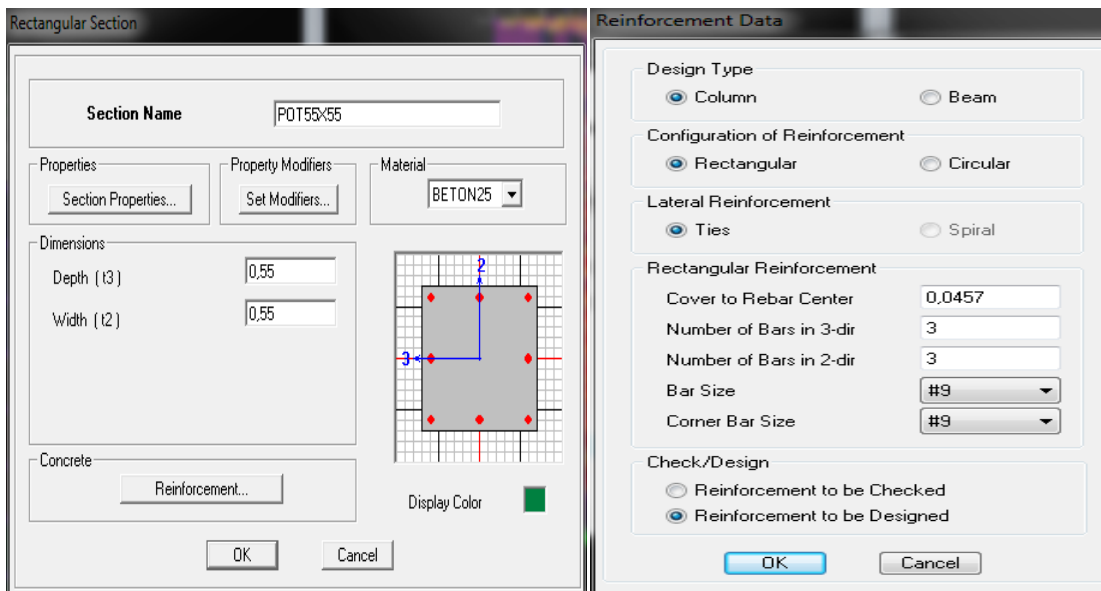 Rectangular Section
Section Name POT55X55
Properties
Section Properties...
Property Modifiers
Set Modifiers...
Material
BETON25
Dimensions
Depth ( t3 ) 0,55
Width ( t2 ) 0,55
2
3
Concrete
Reinforcement...
Display Color
OK Cancel
Reinforcement Data
Design Type
Column Beam
Configuration of Reinforcement
Rectangular Circular
Lateral Reinforcement
Ties Spiral
Rectangular Reinforcement
Cover to Rebar Center 0,0457
Number of Bars in 3-dir 3
Number of Bars in 2-dir 3
Bar Size #9
Corner Bar Size #9
Check/Design
Reinforcement to be Checked
Reinforcement to be Designed
OK Cancel